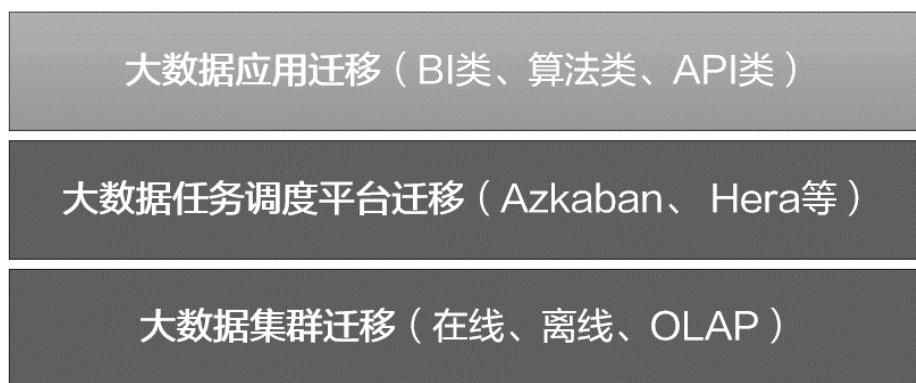 大数据应用迁移（BI类、算法类、API类）
大数据任务调度平台迁移（Azkaban、 Hera等）
大数据集群迁移（在线、离线、OLAP）